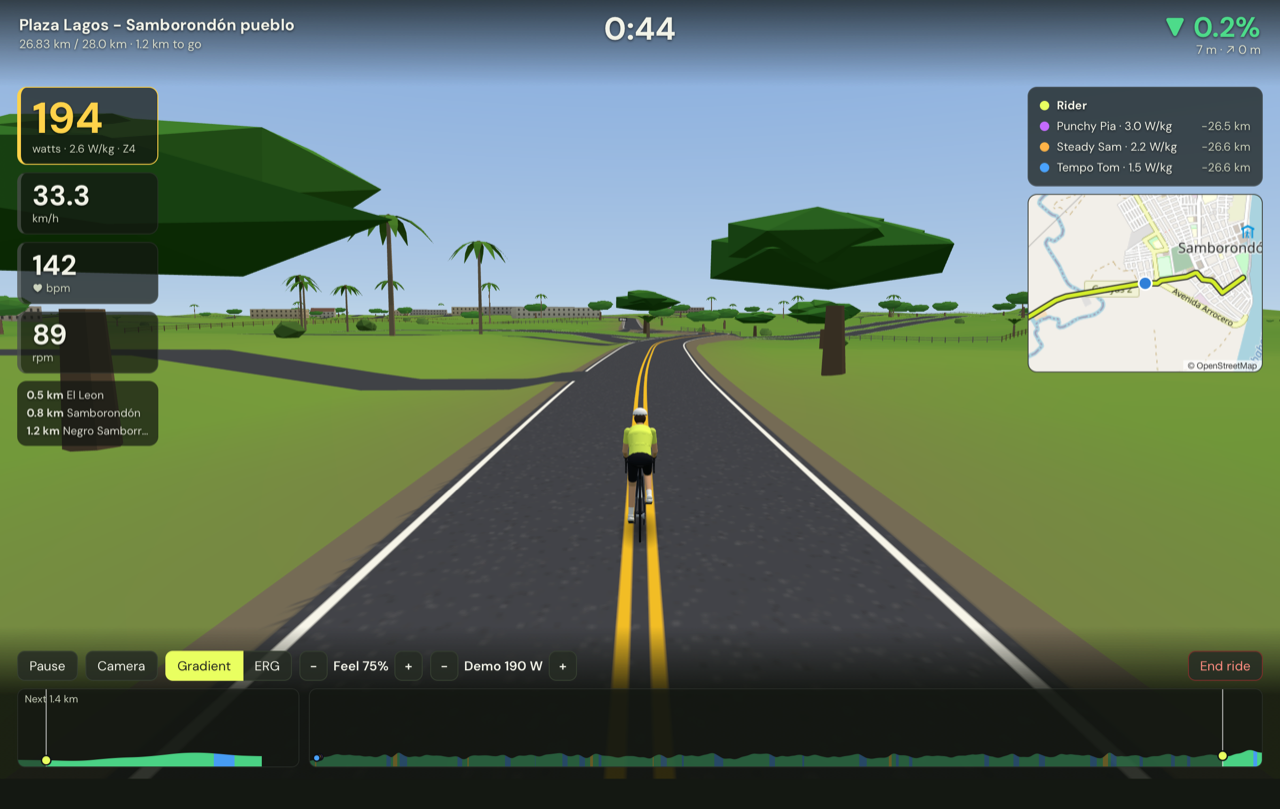 Plaza Lagos – Samborondón pueblo
26.83 km / 28.0 km · 1.2 km to go
0:44
▼ 0.2%
7 m · ↗ 0 m
194
watts · 2.6 W/kg · Z4
33.3
km/h
142
♥ bpm
89
rpm
0.5 km El Leon
0.8 km Samborondón
1.2 km Negro Samborr...
Rider
Punchy Pia · 3.0 W/kg −26.5 km
Steady Sam · 2.2 W/kg −26.6 km
Tempo Tom · 1.5 W/kg −26.6 km
Samborondó
Avenida Arrocero
© OpenStreetMap
Pause Camera Gradient ERG - Feel 75% + - Demo 190 W + End ride
Next 1.4 km